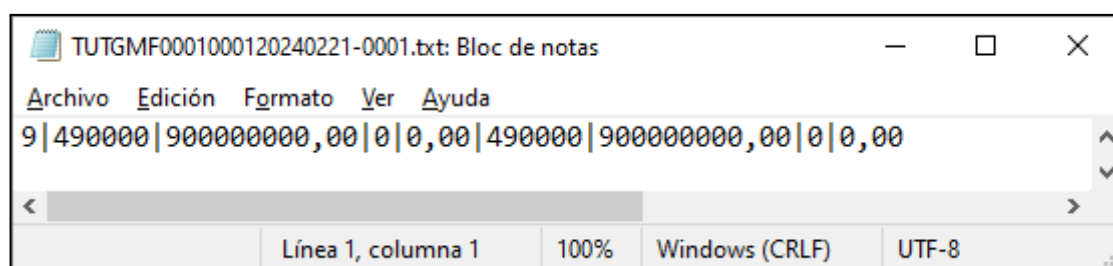 TUTGMF0001000120240221-0001.txt: Bloc de notas
Archivo Edición Formato Ver Ayuda
9|490000|900000000,00|0|0,00|490000|900000000,00|0|0,00
Línea 1, columna 1 100% Windows (CRLF) UTF-8